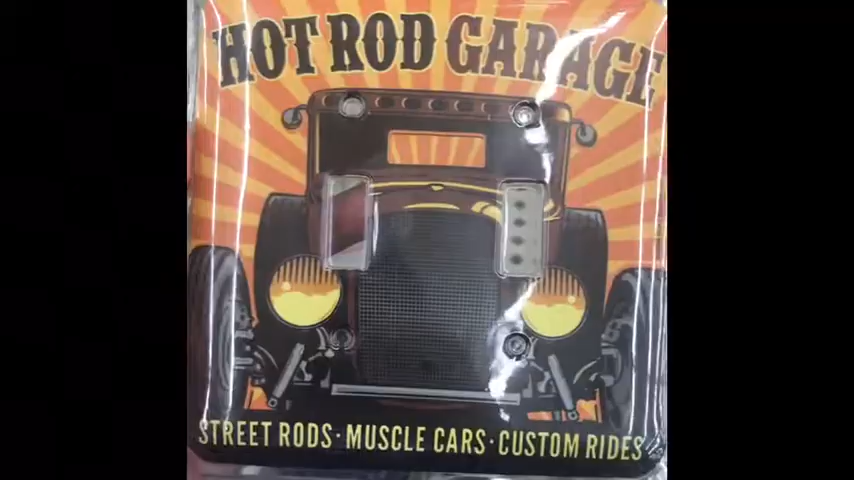 HOT ROD GARAGE
STREET RODS · MUSCLE CARS · CUSTOM RIDES